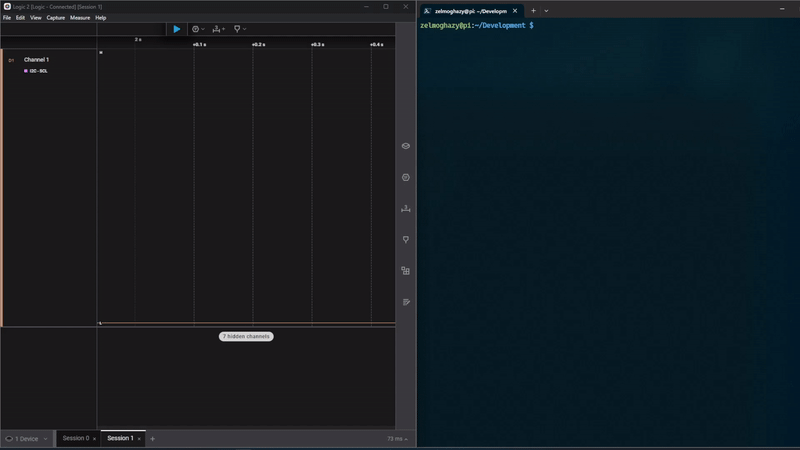 Logic 2 [Logic - Connected] [Session 1]
File Edit View Capture Measure Help
2 s
+0.1 s +0.2 s +0.3 s +0.4 s
D1 Channel 1
H
I2C - SCL
L
7 hidden channels
1 Device Session 0 × Session 1 × + 73 ms
zelmoghazy@pi: ~/Developm × +
zelmoghazy@pi:~/Development $